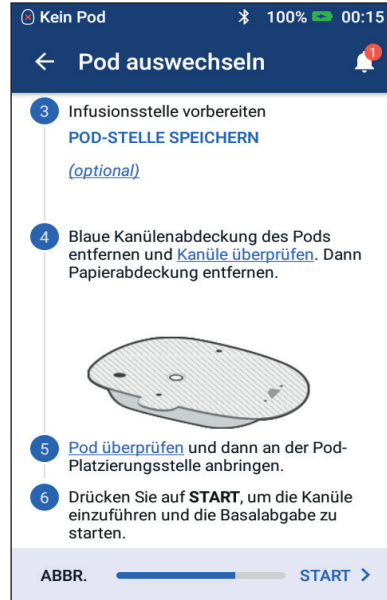 Kein Pod 100% 00:15
Pod auswechseln 1
3 Infusionsstelle vorbereiten
POD-STELLE SPEICHERN
(optional)
4 Blaue Kanülenabdeckung des Pods
entfernen und Kanüle überprüfen. Dann
Papierabdeckung entfernen.
5 Pod überprüfen und dann an der Pod-
Platzierungsstelle anbringen.
6 Drücken Sie auf START, um die Kanüle
einzuführen und die Basalabgabe zu
starten.
ABBR. START